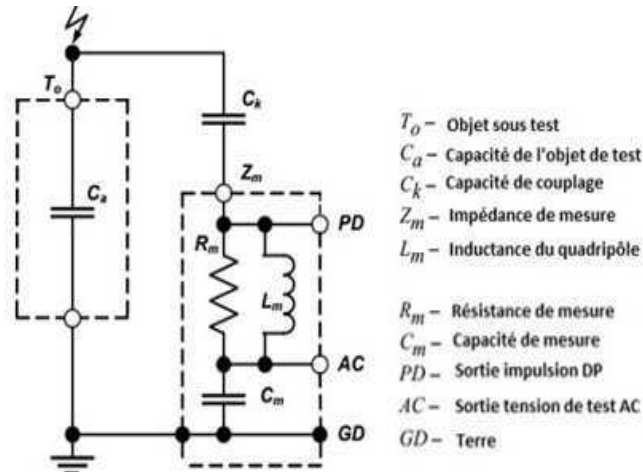 T_o
C_k
Z_m
C_a
R_m
PD
L_m
AC
C_m
GD
T_o – Objet sous test
C_a – Capacité de l'objet de test
C_k – Capacité de couplage
Z_m – Impédance de mesure
L_m – Inductance du quadripôle
R_m – Résistance de mesure
C_m – Capacité de mesure
PD – Sortie impulsion DP
AC – Sortie tension de test AC
GD – Terre